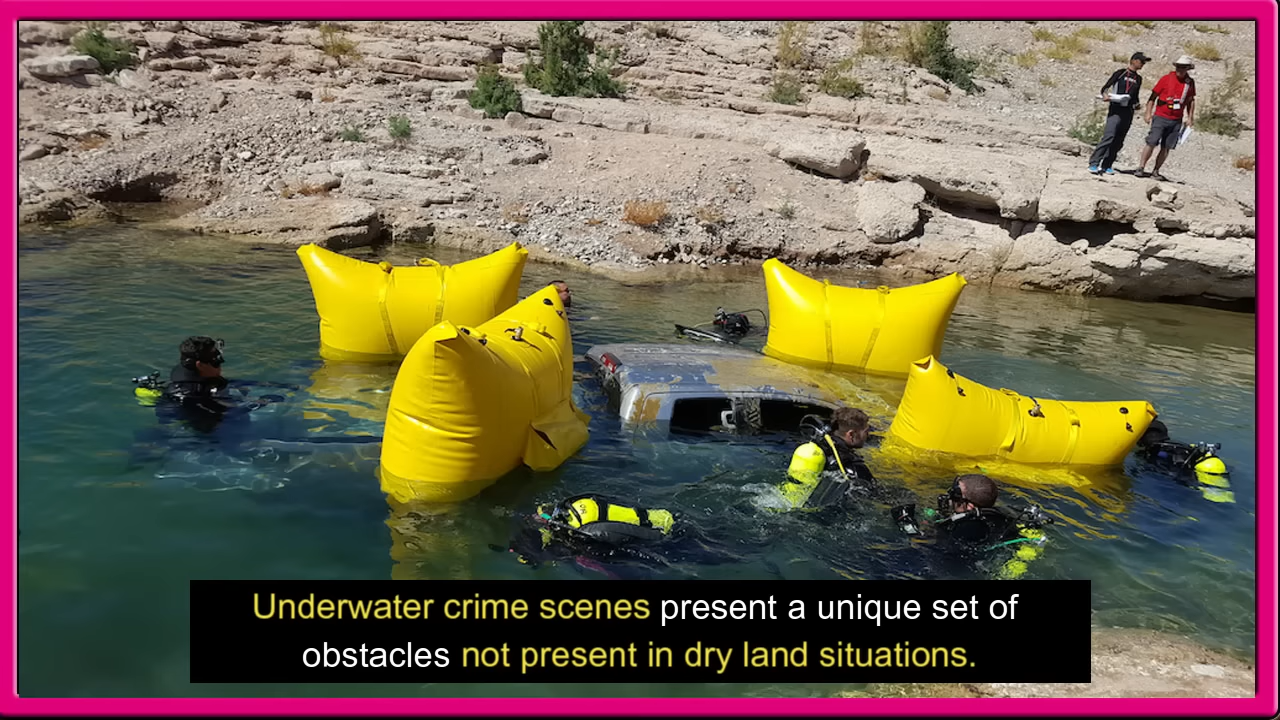 Underwater crime scenes present a unique set of
obstacles not present in dry land situations.